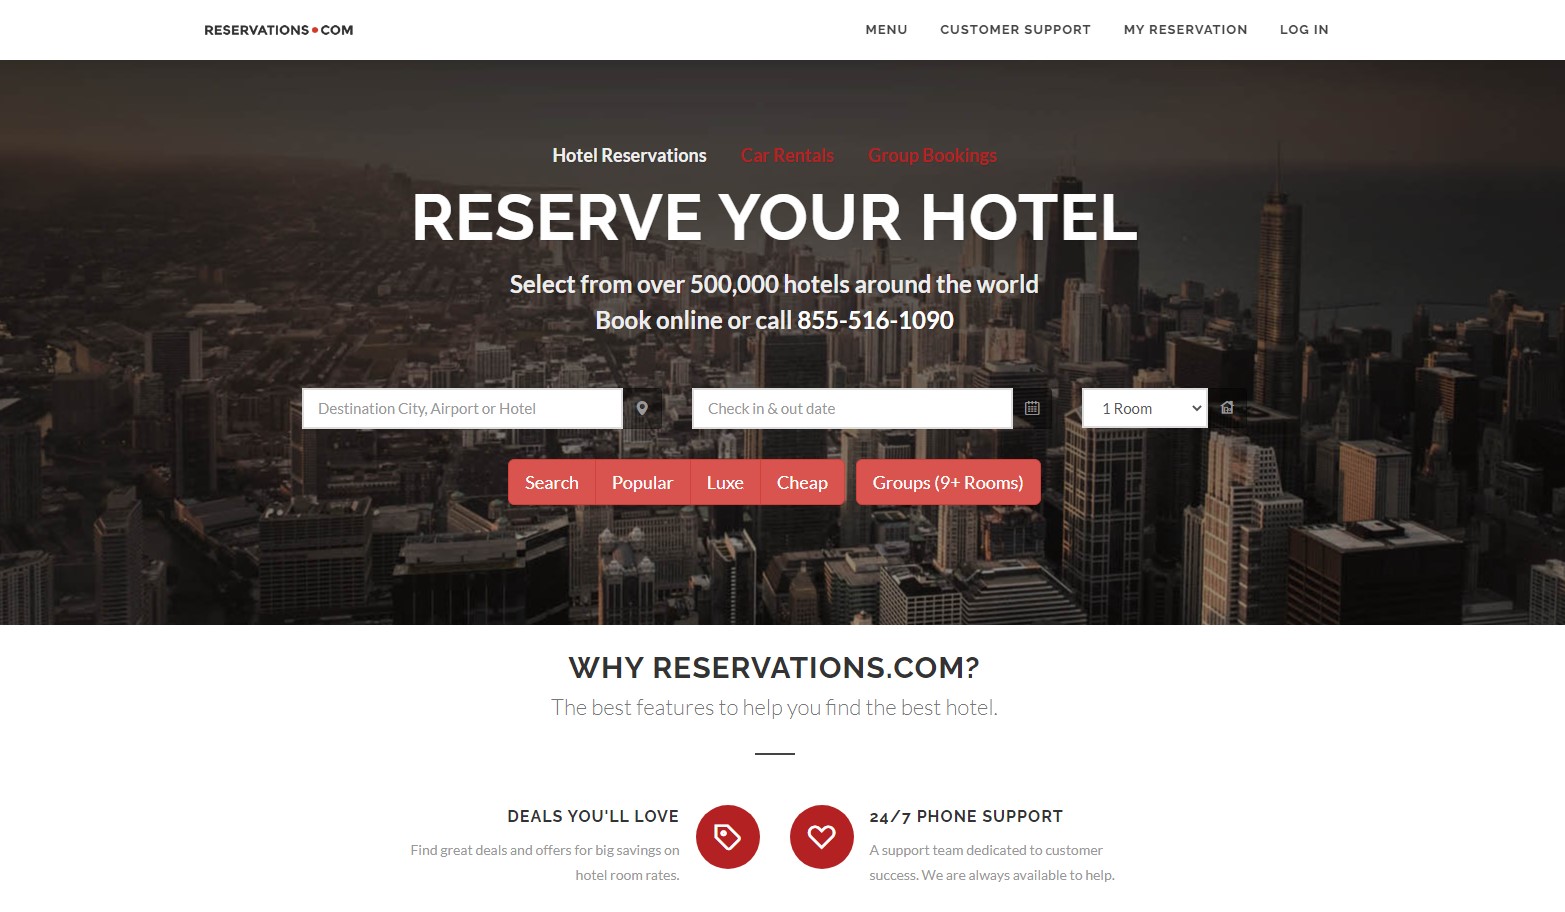 RESERVATIONS•COM
MENU CUSTOMER SUPPORT MY RESERVATION LOG IN
Hotel Reservations Car Rentals Group Bookings
RESERVE YOUR HOTEL
Select from over 500,000 hotels around the world
Book online or call 855-516-1090
Destination City, Airport or Hotel Check in & out date 1 Room
Search Popular Luxe Cheap Groups (9+ Rooms)
WHY RESERVATIONS.COM?
The best features to help you find the best hotel.
DEALS YOU'LL LOVE
Find great deals and offers for big savings on
hotel room rates.
24/7 PHONE SUPPORT
A support team dedicated to customer
success. We are always available to help.